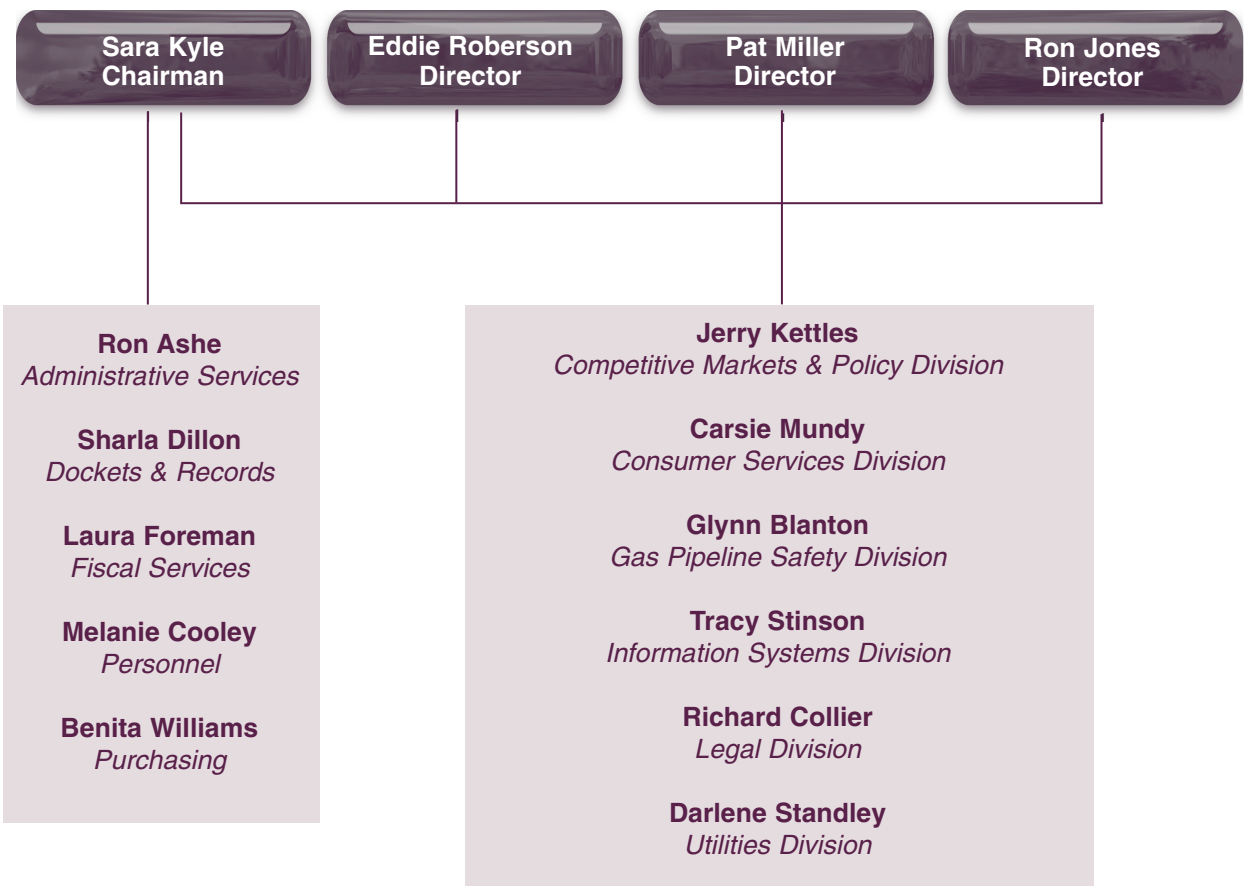 Sara Kyle
Chairman
Eddie Roberson
Director
Pat Miller
Director
Ron Jones
Director
Ron Ashe
Administrative Services
Sharla Dillon
Dockets & Records
Laura Foreman
Fiscal Services
Melanie Cooley
Personnel
Benita Williams
Purchasing
Jerry Kettles
Competitive Markets & Policy Division
Carsie Mundy
Consumer Services Division
Glynn Blanton
Gas Pipeline Safety Division
Tracy Stinson
Information Systems Division
Richard Collier
Legal Division
Darlene Standley
Utilities Division